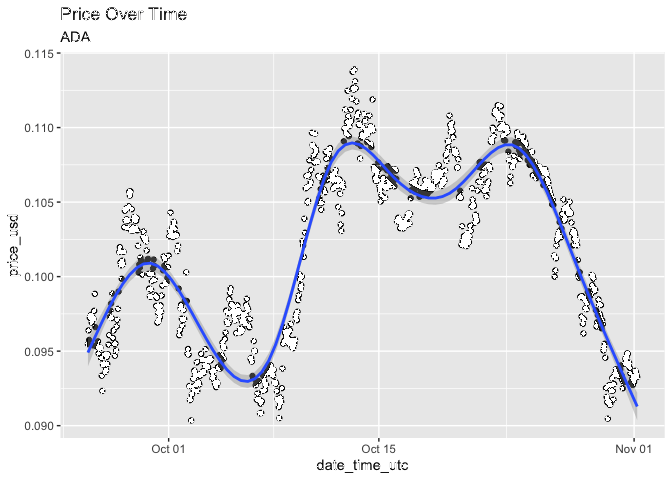 Price Over Time
ADA
0.115
0.110
0.105
0.100
0.095
0.090
price_usd
Oct 01
Oct 15
Nov 01
date_time_utc